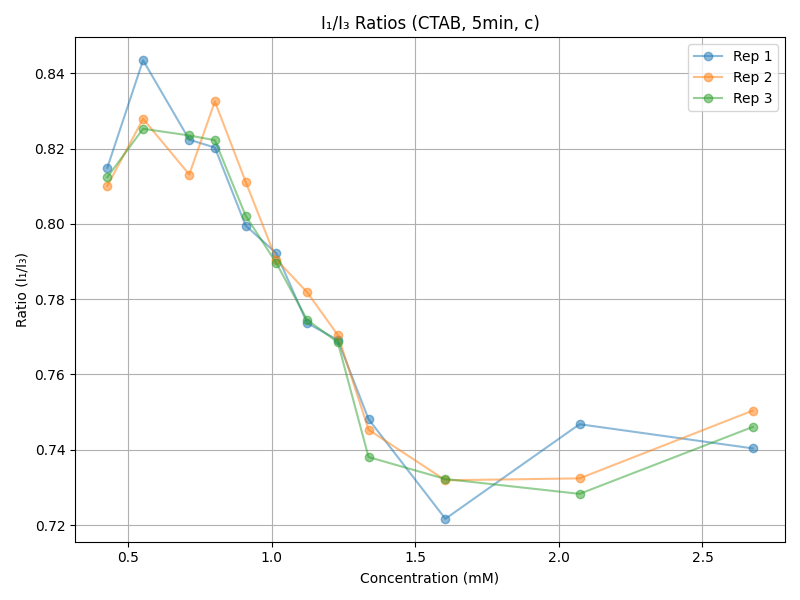 I₁/I₃ Ratios (CTAB, 5min, c)
Rep 1
Rep 2
Rep 3
Ratio (I₁/I₃)
0.84
0.82
0.80
0.78
0.76
0.74
0.72
0.5
1.0
1.5
2.0
2.5
Concentration (mM)